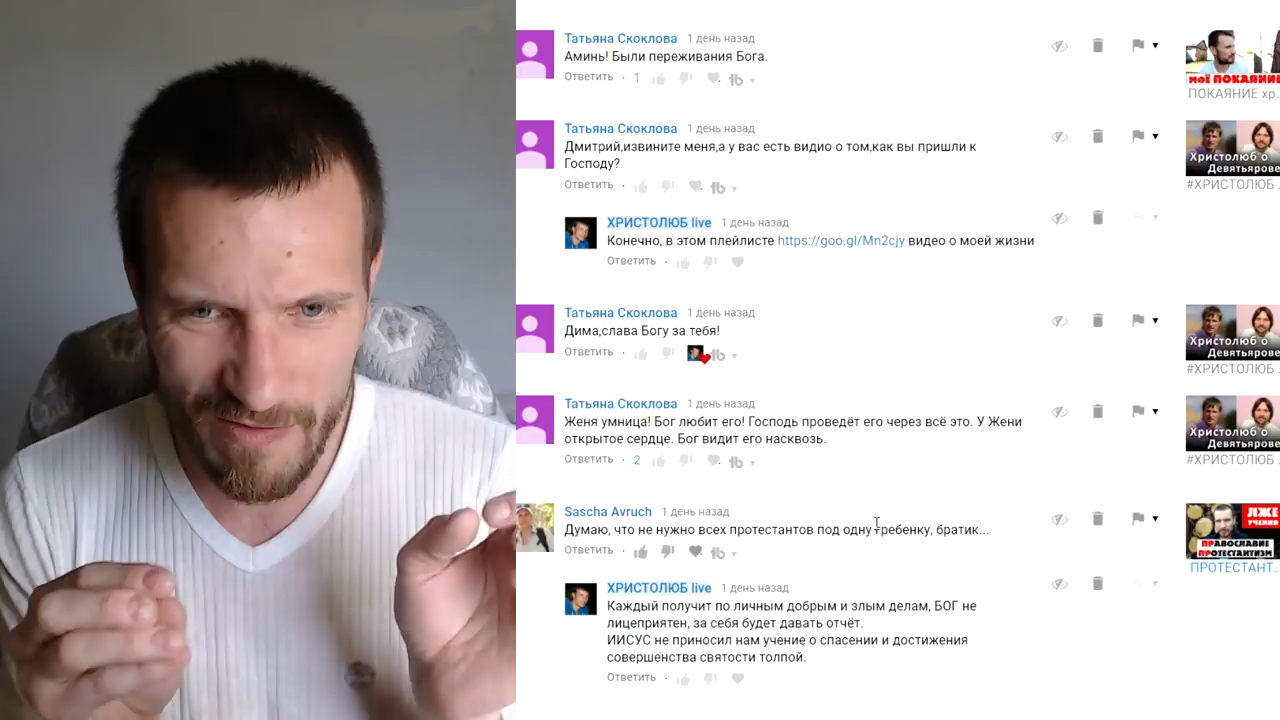 Татьяна Скоклова 1 день назад
Аминь! Были переживания Бога.
Ответить · 1
моё ПОКАЯНИЕ
ПОКАЯНИЕ хр...
Татьяна Скоклова 1 день назад
Дмитрий,извините меня,а у вас есть видио о том,как вы пришли к
Господу?
Ответить ·
Христолюб о
Девятьярове
#ХРИСТОЛЮБ
ХРИСТОЛЮБ live 1 день назад
Конечно, в этом плейлисте https://goo.gl/Mn2cjy видео о моей жизни
Ответить ·
Татьяна Скоклова 1 день назад
Дима,слава Богу за тебя!
Ответить ·
Христолюб о
Девятьярове
#ХРИСТОЛЮБ
Татьяна Скоклова 1 день назад
Женя умница! Бог любит его! Господь проведёт его через всё это. У Жени
открытое сердце. Бог видит его насквозь.
Ответить · 2
Христолюб о
Девятьярове
#ХРИСТОЛЮБ
Sascha Avruch 1 день назад
Думаю, что не нужно всех протестантов под одну гребенку, братик...
Ответить ·
ЛЖЕ
УЧЕНИЯ
ПРАВОСЛАВИЕ
ПРОТЕСТАНТИЗМ
ПРОТЕСТАНТ...
ХРИСТОЛЮБ live 1 день назад
Каждый получит по личным добрым и злым делам, БОГ не
лицеприятен, за себя будет давать отчёт.
ИИСУС не приносил нам учение о спасении и достижения
совершенства святости толпой.
Ответить ·